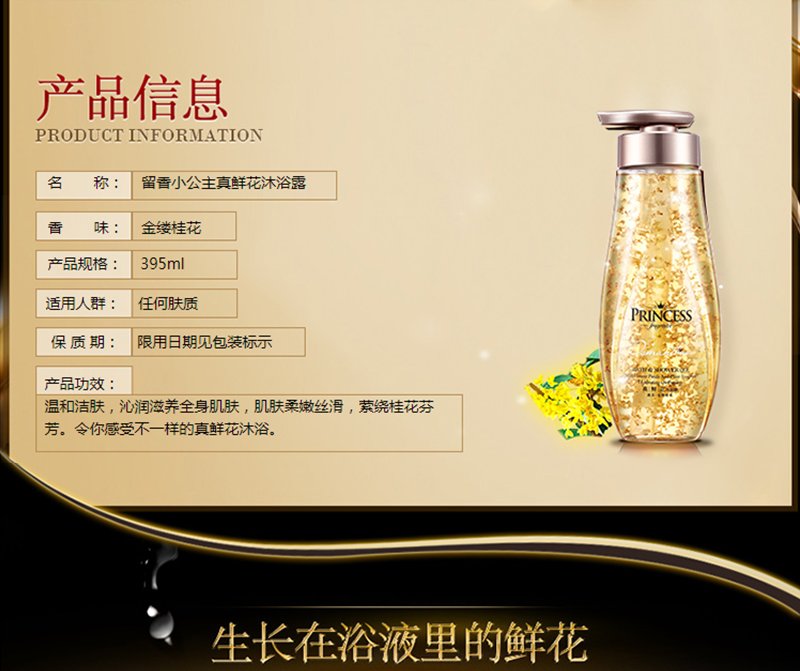 产品信息
PRODUCT INFORMATION
名 称： 留香小公主真鲜花沐浴露
香 味： 金缕桂花
产品规格： 395ml
适用人群： 任何肤质
保 质 期： 限用日期见包装标示
产品功效：
温和洁肤，沁润滋养全身肌肤，肌肤柔嫩丝滑，萦绕桂花芬
芳。令你感受不一样的真鲜花沐浴。
PRINCESS
生长在浴液里的鲜花